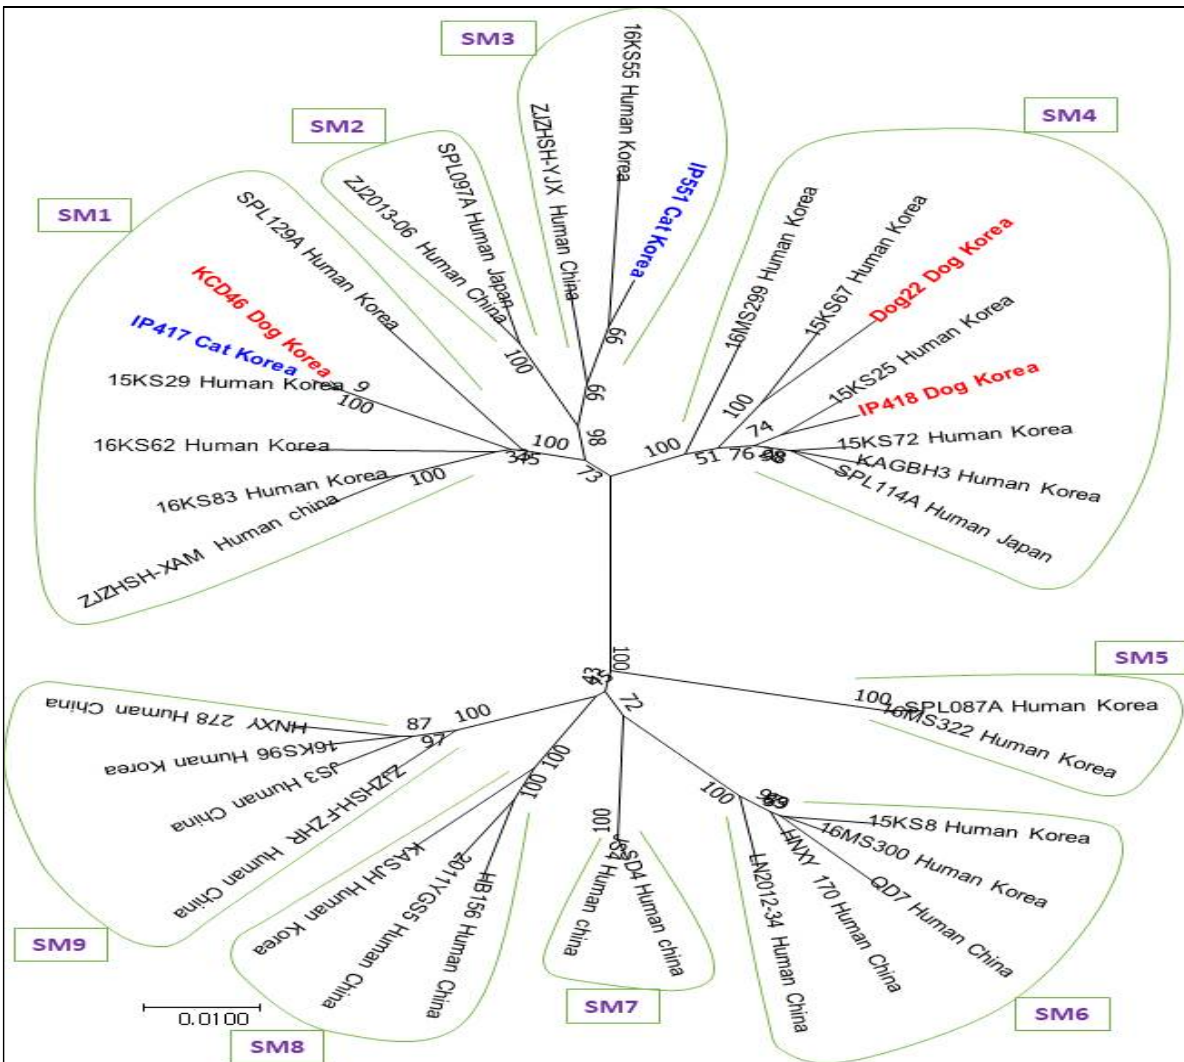 SM3
16KS55 Human Korea
ZJZHSH-YJX Human China
IP551 Cat Korea
99
66
SM2
SPL097A Human Japan
ZJ2013-06 Human China
100
98
SM1
SPL129A Human Korea
KCD46 Dog Korea
IP417 Cat Korea
15KS29 Human Korea
9
100
16KS62 Human Korea
16KS83 Human Korea
100
ZJZHSH-XAM Human china
100
73
SM4
16MS299 Human Korea
15KS67 Human Korea
Dog22 Dog Korea
15KS25 Human Korea
IP418 Dog Korea
15KS72 Human Korea
KAGBH3 Human Korea
SPL114A Human Japan
100
51
100
76
74
100
72
SM5
100
SPL087A Human Korea
16MS322 Human Korea
SM6
100
15KS8 Human Korea
16MS300 Human Korea
QD7 Human China
HNXY 170 Human China
LN2012-34 Human China
SM7
100
SD4 Human china
Human china
SM8
100
100
KASJH Human Korea
2011YGS5 Human China
HB156 Human China
SM9
100
87
97
HNXY 278 Human China
16KS96 Human Korea
JS3 Human China
ZJZHSH-FZHR Human China
0.0100